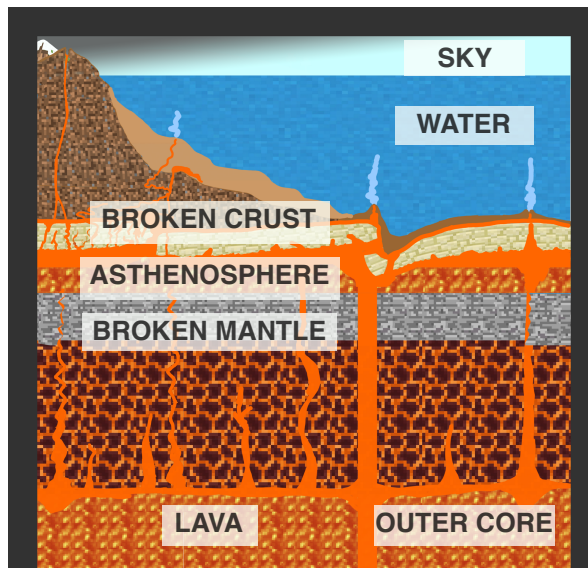 SKY
WATER
BROKEN CRUST
ASTHENOSPHERE
BROKEN MANTLE
LAVA
OUTER CORE